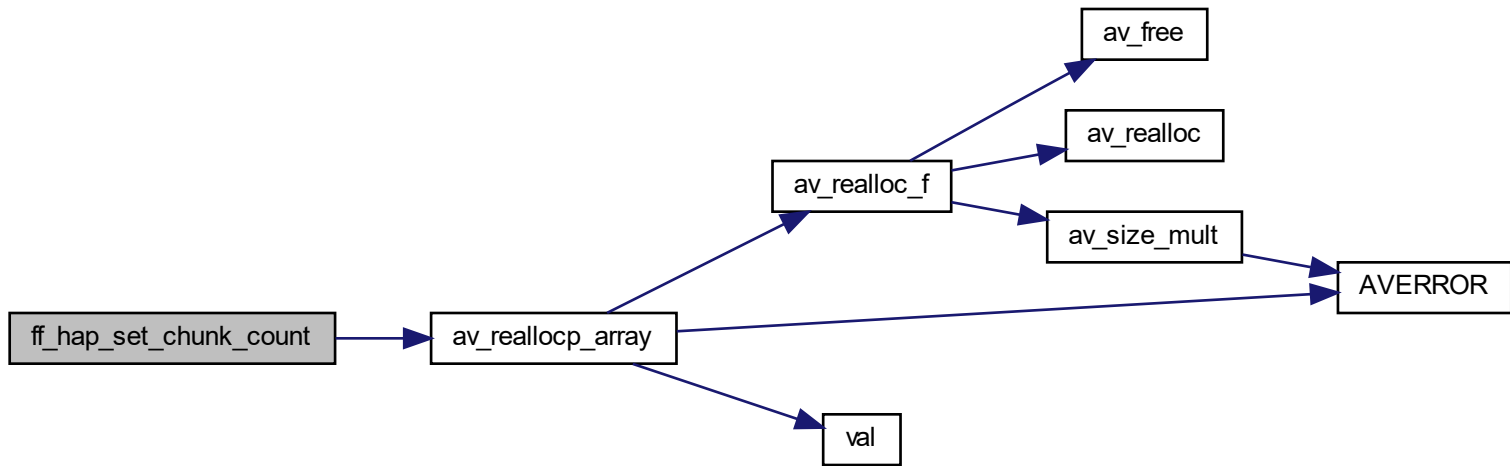 av_free
av_realloc
av_realloc_f
av_size_mult
AVERROR
ff_hap_set_chunk_count
av_reallocp_array
val